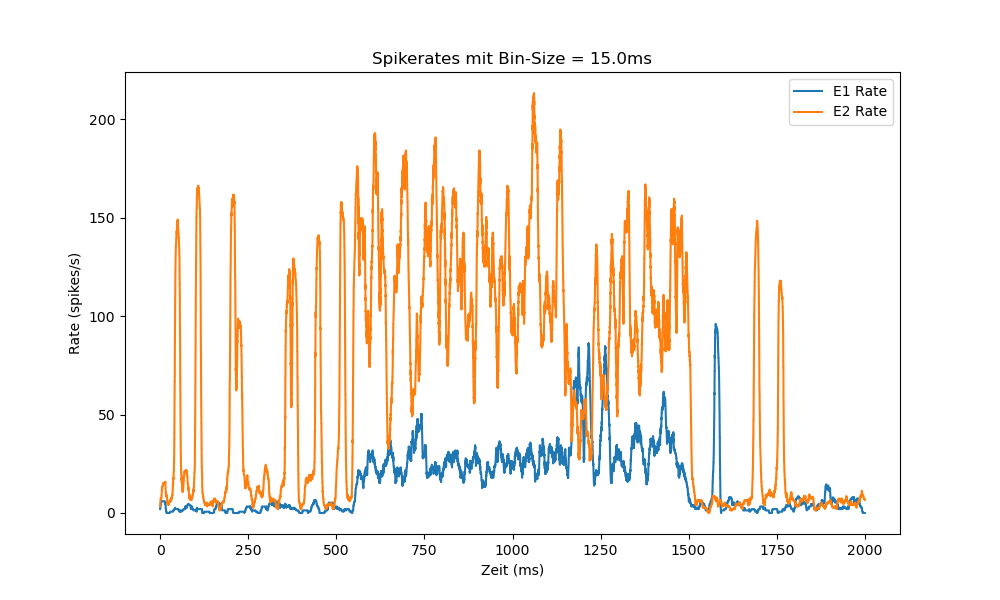 Spikerates mit Bin-Size = 15.0ms
E1 Rate
E2 Rate
200
150
100
50
0
Rate (spikes/s)
0 250 500 750 1000 1250 1500 1750 2000
Zeit (ms)